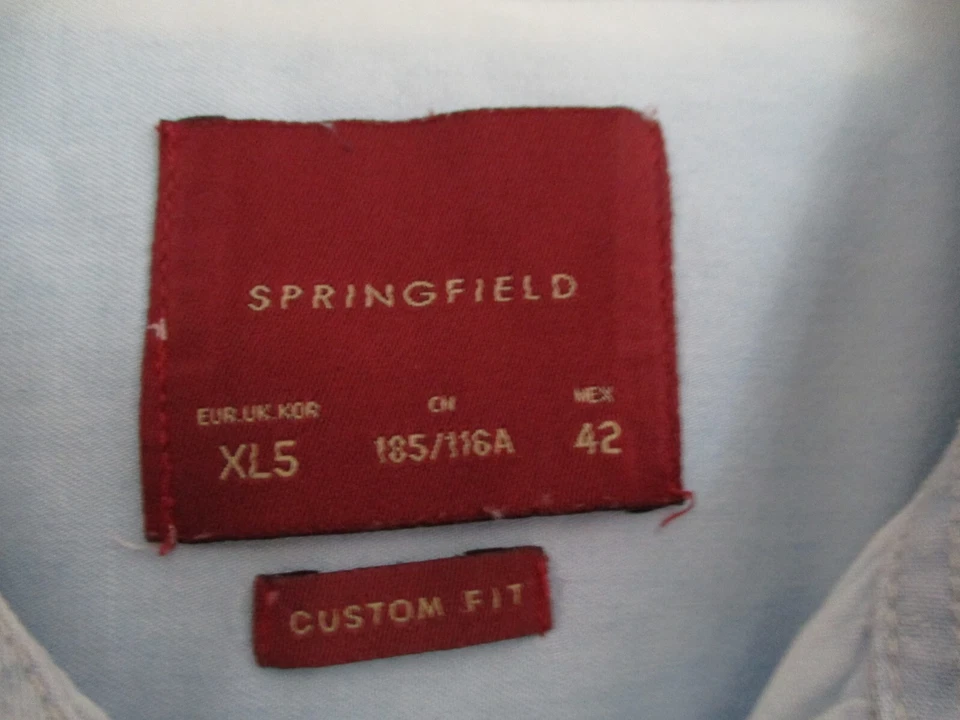 SPRINGFIELD
EUR.UK.KOR CN MEX
XL5 185/116A 42
CUSTOM FIT